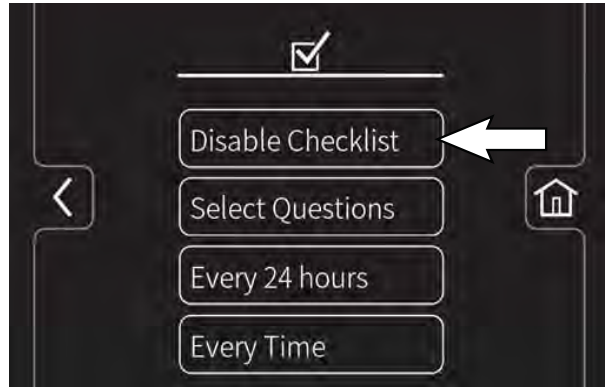 Disable Checklist
Select Questions
Every 24 hours
Every Time